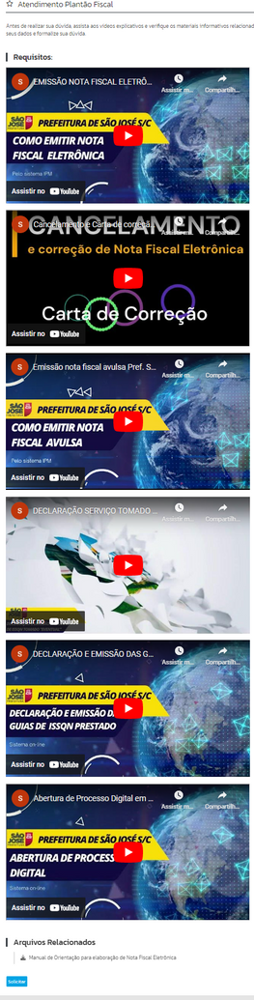 Atendimento Plantão Fiscal
Antes de realizar sua dúvida, assista aos vídeos explicativos e verifique os materiais informativos relacionad
seus dados e formalize sua dúvida.
Requisitos:
S EMISSÃO NOTA FISCAL ELETRÔ...
Assistir m... Compartilh...
SÃO JOSÉ PREFEITURA DE SÃO JOSÉ S/C
COMO EMITIR NOTA
FISCAL ELETRÔNICA
Pelo sistema IPM
Assistir no YouTube
S Cancelamento e Carta de correçã...
Assistir m... Compartilh...
CANCELAMENTO
e correção de Nota Fiscal Eletrônica
Carta de Correção
Assistir no YouTube
S Emissão nota fiscal avulsa Pref. S...
Assistir m... Compartilh...
SÃO JOSÉ PREFEITURA DE SÃO JOSÉ S/C
COMO EMITIR NOTA
FISCAL AVULSA
Pelo sistema IPM
Assistir no YouTube
S DECLARAÇÃO SERVIÇO TOMADO ...
Assistir m... Compartilh...
Assistir no YouTube
S DECLARAÇÃO E EMISSÃO DAS G...
Assistir m... Compartilh...
SÃO JOSÉ PREFEITURA DE SÃO JOSÉ S/C
DECLARAÇÃO E EMISSÃO D
GUIAS DE ISSQN PRESTADO
Sistema on-line
Assistir no YouTube
S Abertura de Processo Digital em ...
Assistir m... Compartilh...
SÃO JOSÉ PREFEITURA DE SÃO JOSÉ S/C
ABERTURA DE PROCESS
DIGITAL
Sistema on-line
Assistir no YouTube
Arquivos Relacionados
Manual de Orientação para elaboração de Nota Fiscal Eletrônica
Solicitar